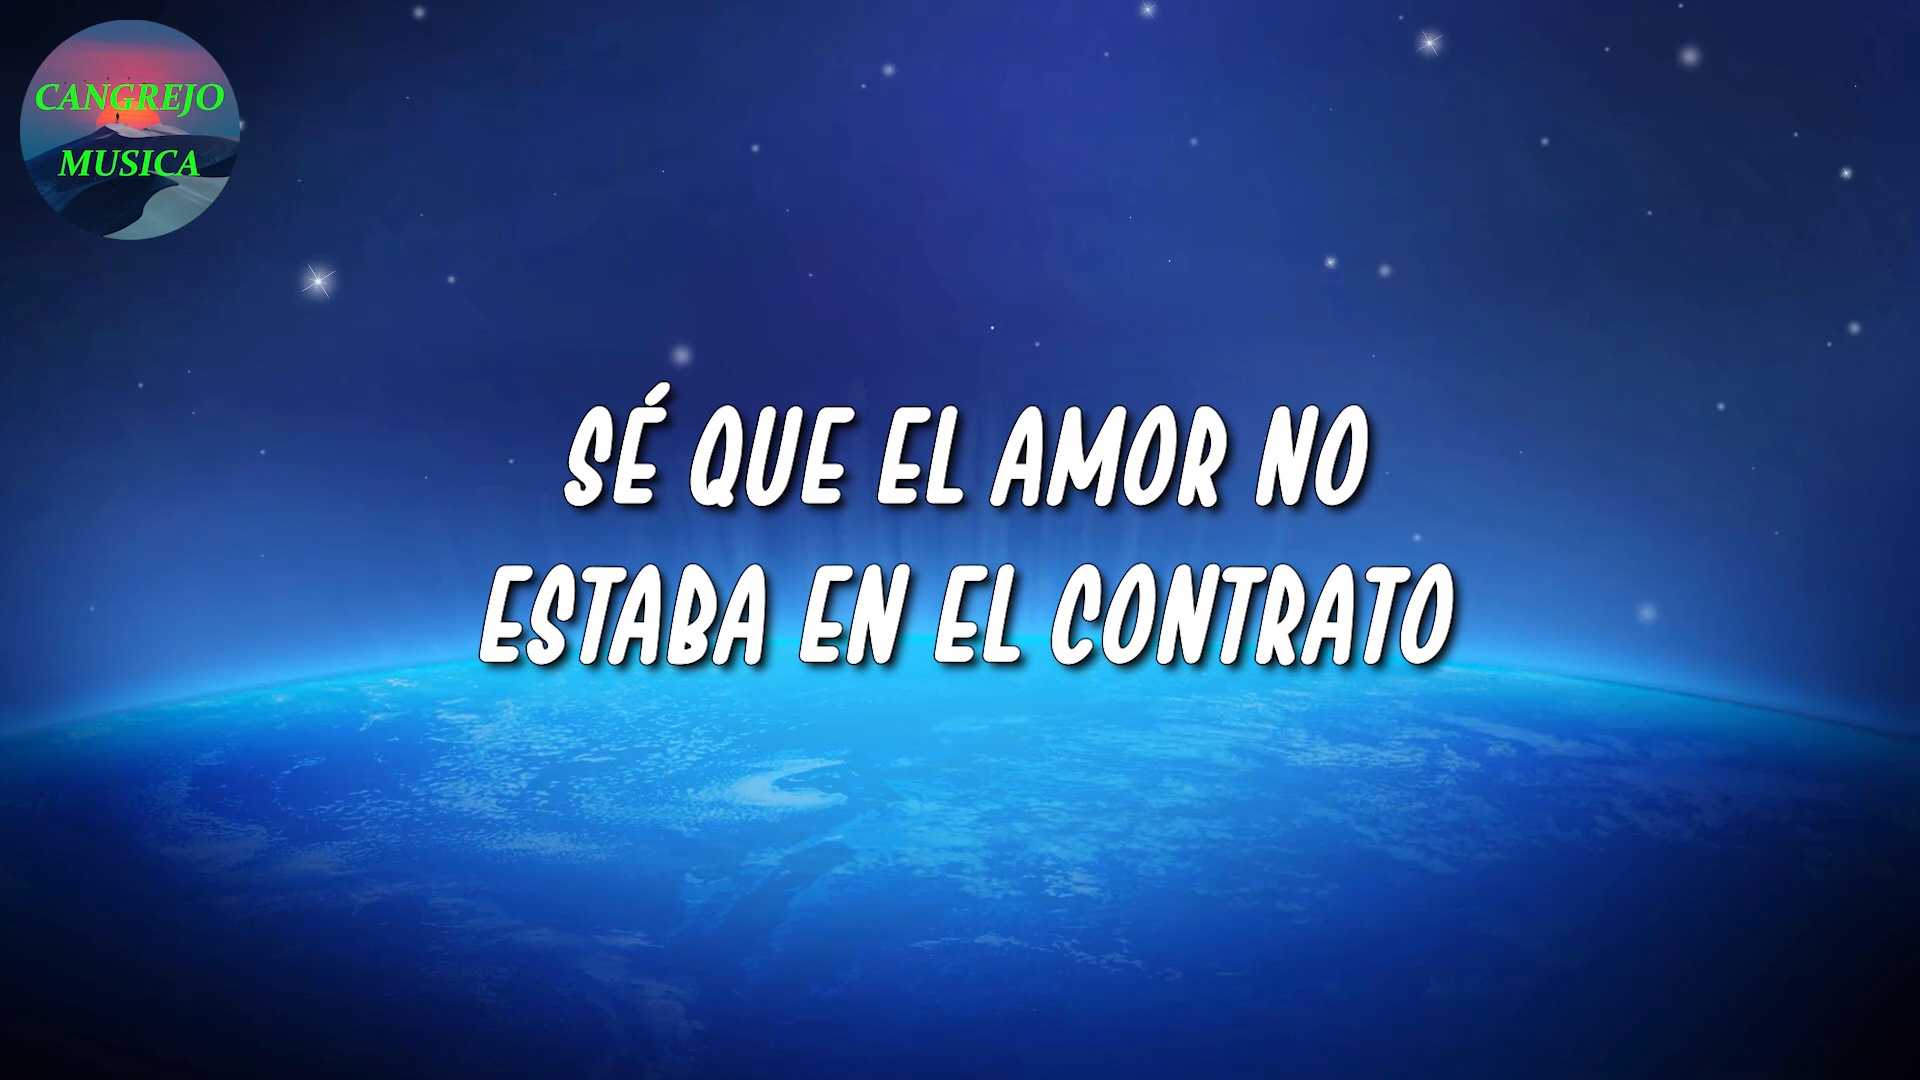 CANGREJO
MUSICA
SÉ QUE EL AMOR NO
ESTABA EN EL CONTRATO